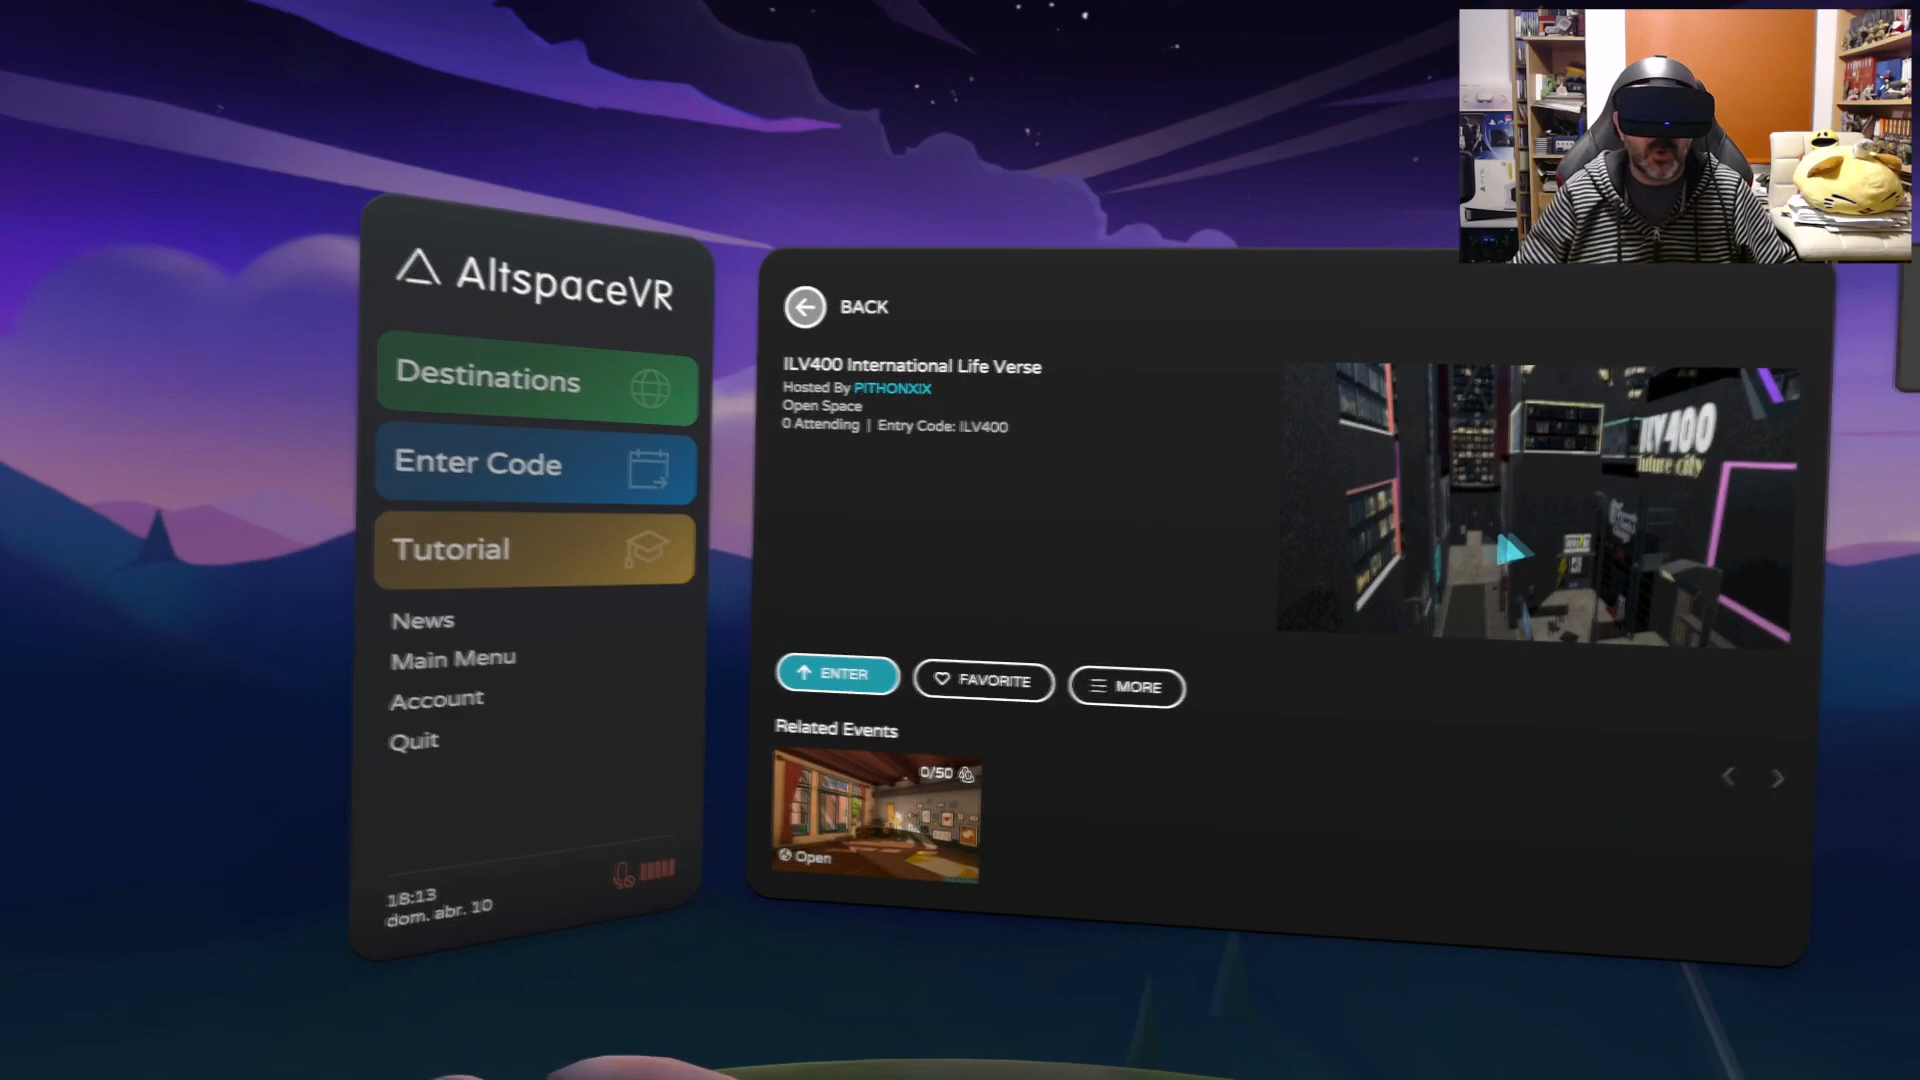 AltspaceVR
Destinations
Enter Code
Tutorial
News
Main Menu
Account
Quit
18:13
dom. abr. 10
BACK
ILV400 International Life Verse
Hosted By PITHONXIX
Open Space
0 Attending | Entry Code: ILV400
ILV400
future city
ENTER
FAVORITE
MORE
Related Events
0/50
Open